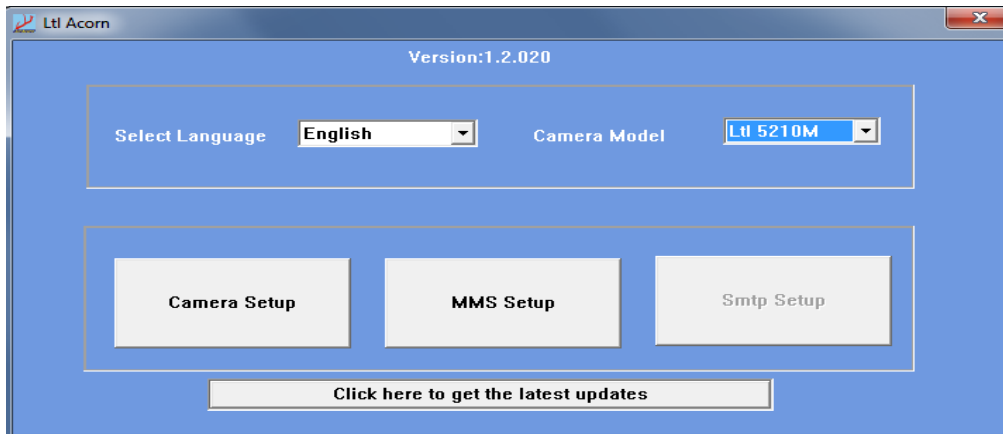 Ltl Acorn
Version:1.2.020
Select Language English Camera Model Ltl 5210M
Camera Setup MMS Setup Smtp Setup
Click here to get the latest updates